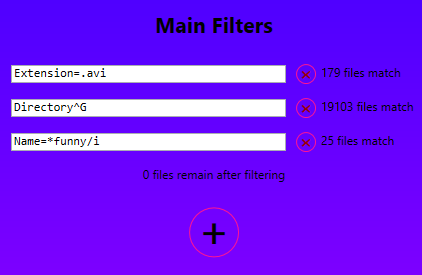 Main Filters
Extension=.avi × 179 files match
Directory^G × 19103 files match
Name=*funny/i × 25 files match
0 files remain after filtering
+